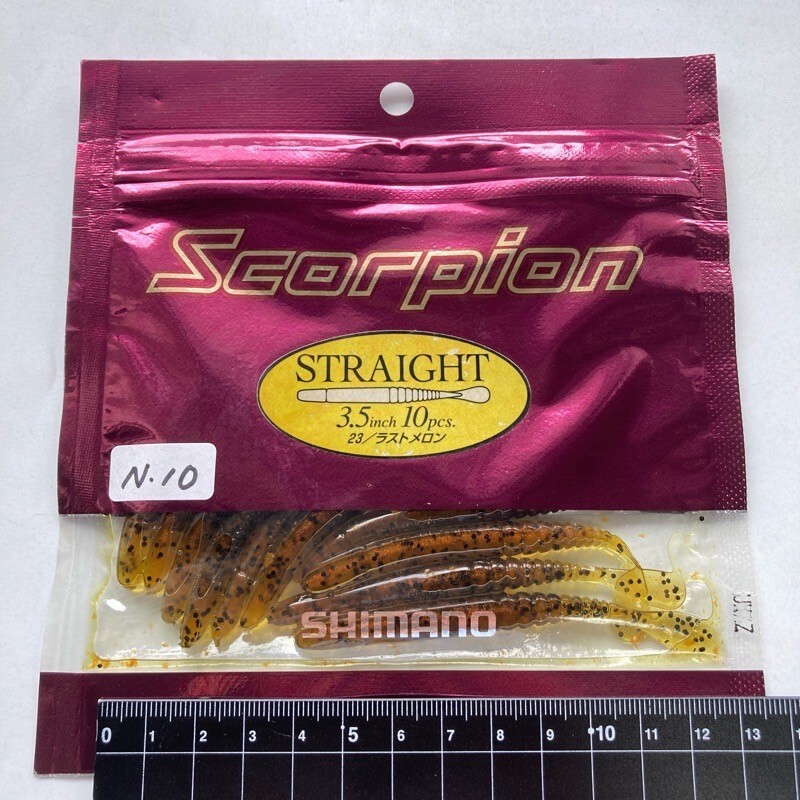 Scorpion
STRAIGHT
3.5inch 10pcs.
23/ラストメロン
N.10
SHIMANO
0 1 2 3 4 5 6 7 8 9 10 11 12 13